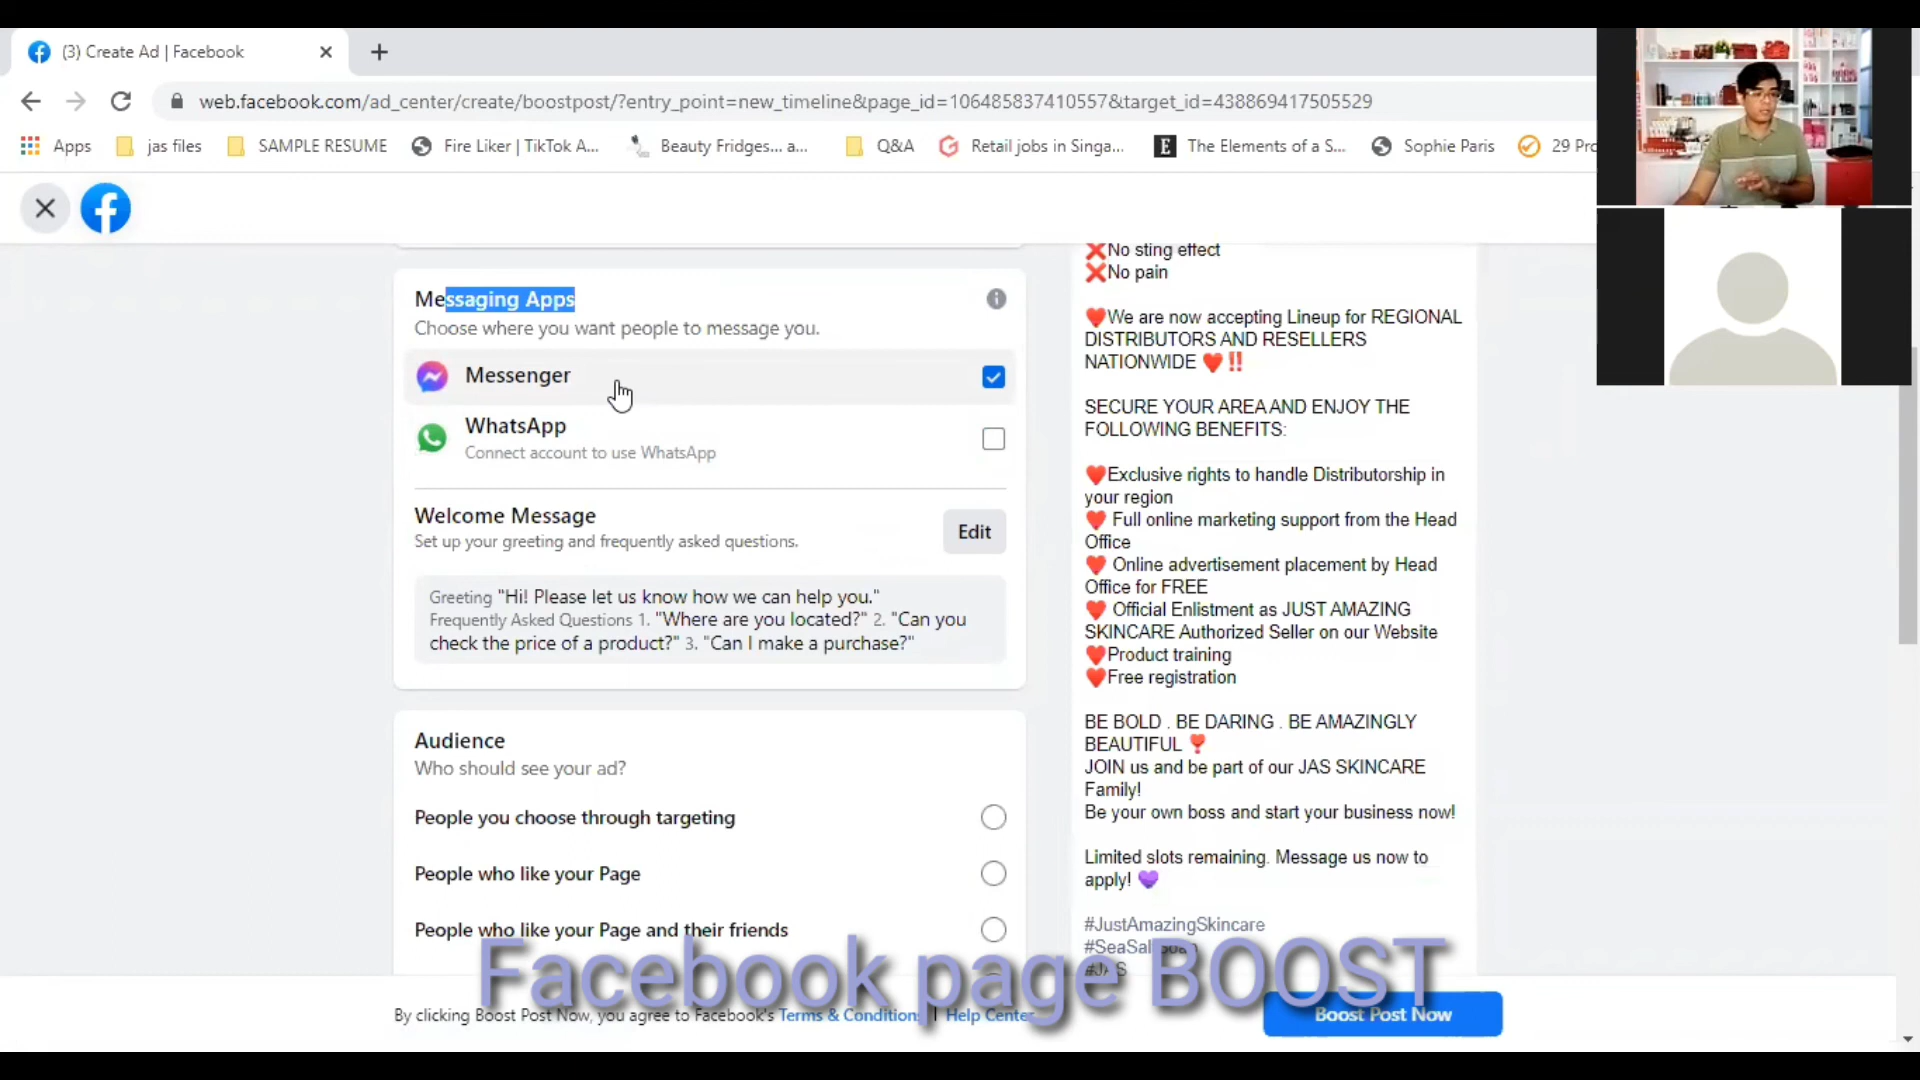 (3) Create Ad | Facebook
web.facebook.com/ad_center/create/boostpost/?entry_point=new_timeline&page_id=106485837410557&target_id=438869417505529
Apps
jas files
SAMPLE RESUME
Fire Liker | TikTok A...
Beauty Fridges... a...
Q&A
Retail jobs in Singa...
The Elements of a S...
Sophie Paris
29 Pro
Messaging Apps
Choose where you want people to message you.
Messenger
WhatsApp
Connect account to use WhatsApp
Welcome Message
Set up your greeting and frequently asked questions.
Edit
Greeting "Hi! Please let us know how we can help you."
Frequently Asked Questions 1. "Where are you located?" 2. "Can you
check the price of a product?" 3. "Can I make a purchase?"
Audience
Who should see your ad?
People you choose through targeting
People who like your Page
People who like your Page and their friends
❌No sting effect
❌No pain
❤️We are now accepting Lineup for REGIONAL
DISTRIBUTORS AND RESELLERS
NATIONWIDE ❤️‼️
SECURE YOUR AREA AND ENJOY THE
FOLLOWING BENEFITS:
❤️Exclusive rights to handle Distributorship in
your region
❤️ Full online marketing support from the Head
Office
❤️ Online advertisement placement by Head
Office for FREE
❤️ Official Enlistment as JUST AMAZING
SKINCARE Authorized Seller on our Website
❤️Product training
❤️Free registration
BE BOLD . BE DARING . BE AMAZINGLY
BEAUTIFUL ❣️
JOIN us and be part of our JAS SKINCARE
Family!
Be your own boss and start your business now!
Limited slots remaining. Message us now to
apply! 💜
#JustAmazingSkincare
#JAS
Facebook page BOOST
By clicking Boost Post Now, you agree to Facebook's Terms & Conditions | Help Center
Boost Post Now